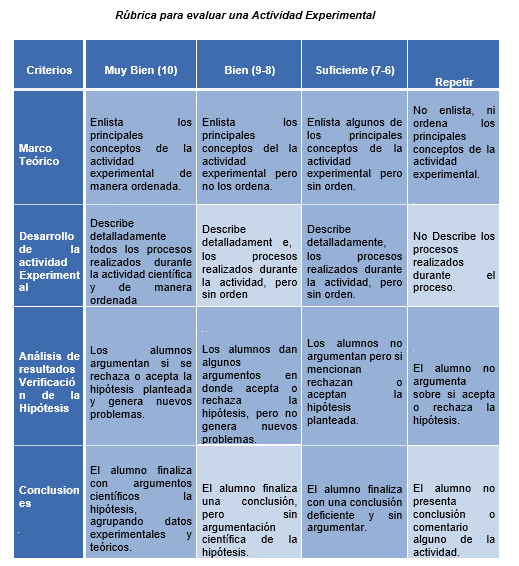 Rúbrica para evaluar una Actividad Experimental
Criterios
Muy Bien (10)
Bien (9-8)
Suficiente (7-6)
Repetir
Marco
Teórico
Enlista los
principales
conceptos de la
actividad
experimental de
manera ordenada.
Enlista los
principales
conceptos del la
actividad
experimental pero
no los ordena.
Enlista algunos de
los principales
conceptos de la
actividad
experimental pero
sin orden.
No enlista, ni
ordena los
principales
conceptos de la
actividad
experimental.
Desarrollo
de la
actividad
Experiment
al
Describe
detalladamente
todos los procesos
realizados durante
la actividad científica
y de manera
ordenada
Describe
detalladament e,
los procesos
realizados durante
la actividad, pero
sin orden
Describe
detalladamente,
los procesos
realizados durante
la actividad, pero
sin orden.
No Describe los
procesos
realizados
durante el
proceso.
Análisis de
resultados
Verificación
de la
Hipótesis
Los alumnos
argumentan si se
rechaza o acepta la
hipótesis planteada
y genera nuevos
problemas.
Los alumnos dan
algunos
argumentos en
donde acepta o
rechaza la
hipótesis, pero no
genera nuevos
problemas.
Los alumnos no
argumentan pero si
mencionan
rechazan o
aceptan la
hipótesis
planteada.
El alumno no
argumenta
sobre si acepta
o rechaza la
hipótesis.
Conclusion
es
El alumno finaliza
con argumentos
científicos la
hipótesis,
agrupando datos
experimentales y
teóricos.
El alumno finaliza
una conclusión,
pero sin
argumentación
científica de la
hipótesis.
El alumno finaliza
con una conclusión
deficiente y sin
argumentar.
El alumno no
presenta
conclusión o
comentario
alguno de la
actividad.